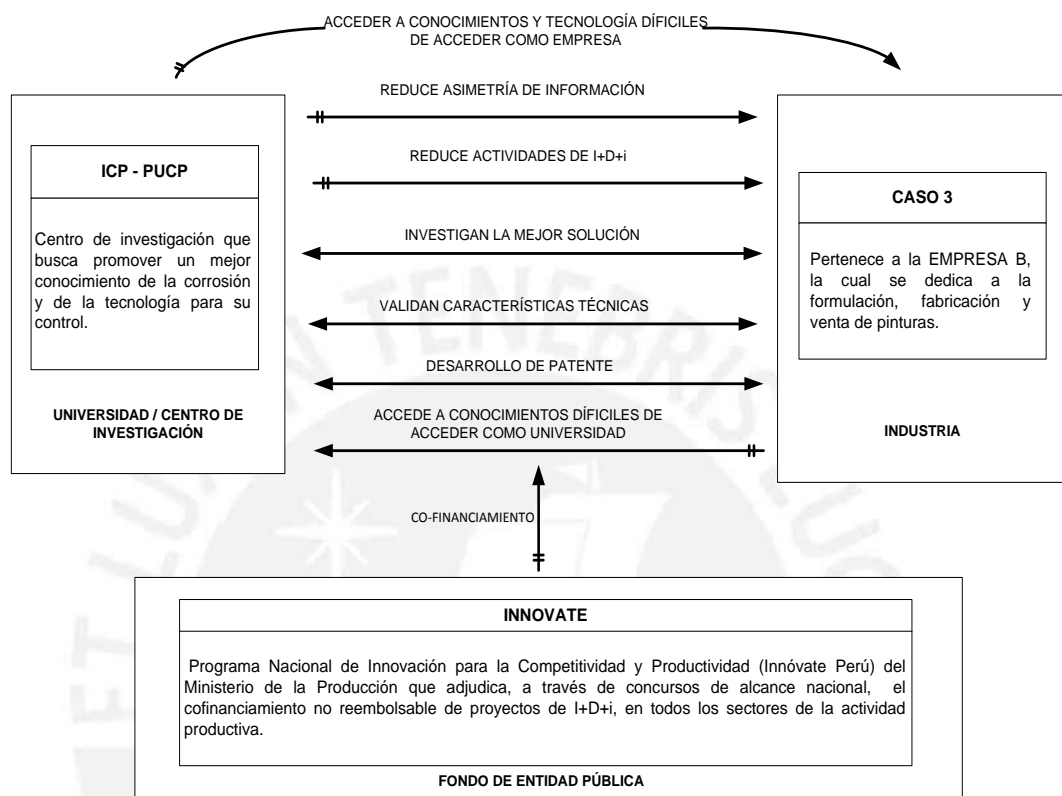 ACCEDER A CONOCIMIENTOS Y TECNOLOGÍA DÍFICILES
DE ACCEDER COMO EMPRESA
REDUCE ASIMETRÍA DE INFORMACIÓN
REDUCE ACTIVIDADES DE I+D+i
INVESTIGAN LA MEJOR SOLUCIÓN
VALIDAN CARACTERÍSTICAS TÉCNICAS
DESARROLLO DE PATENTE
ACCEDE A CONOCIMIENTOS DÍFICILES DE
ACCEDER COMO UNIVERSIDAD
ICP - PUCP
Centro de investigación que
busca promover un mejor
conocimiento de la corrosión
y de la tecnología para su
control.
UNIVERSIDAD / CENTRO DE
INVESTIGACIÓN
CASO 3
Pertenece a la EMPRESA B,
la cual se dedica a la
formulación, fabricación y
venta de pinturas.
INDUSTRIA
CO-FINANCIAMIENTO
INNOVATE
Programa Nacional de Innovación para la Competitividad y Productividad (Innóvate Perú) del
Ministerio de la Producción que adjudica, a través de concursos de alcance nacional, el
cofinanciamiento no reembolsable de proyectos de I+D+i, en todos los sectores de la actividad
productiva.
FONDO DE ENTIDAD PÚBLICA
ET LUX IN TENEBRIS LUC